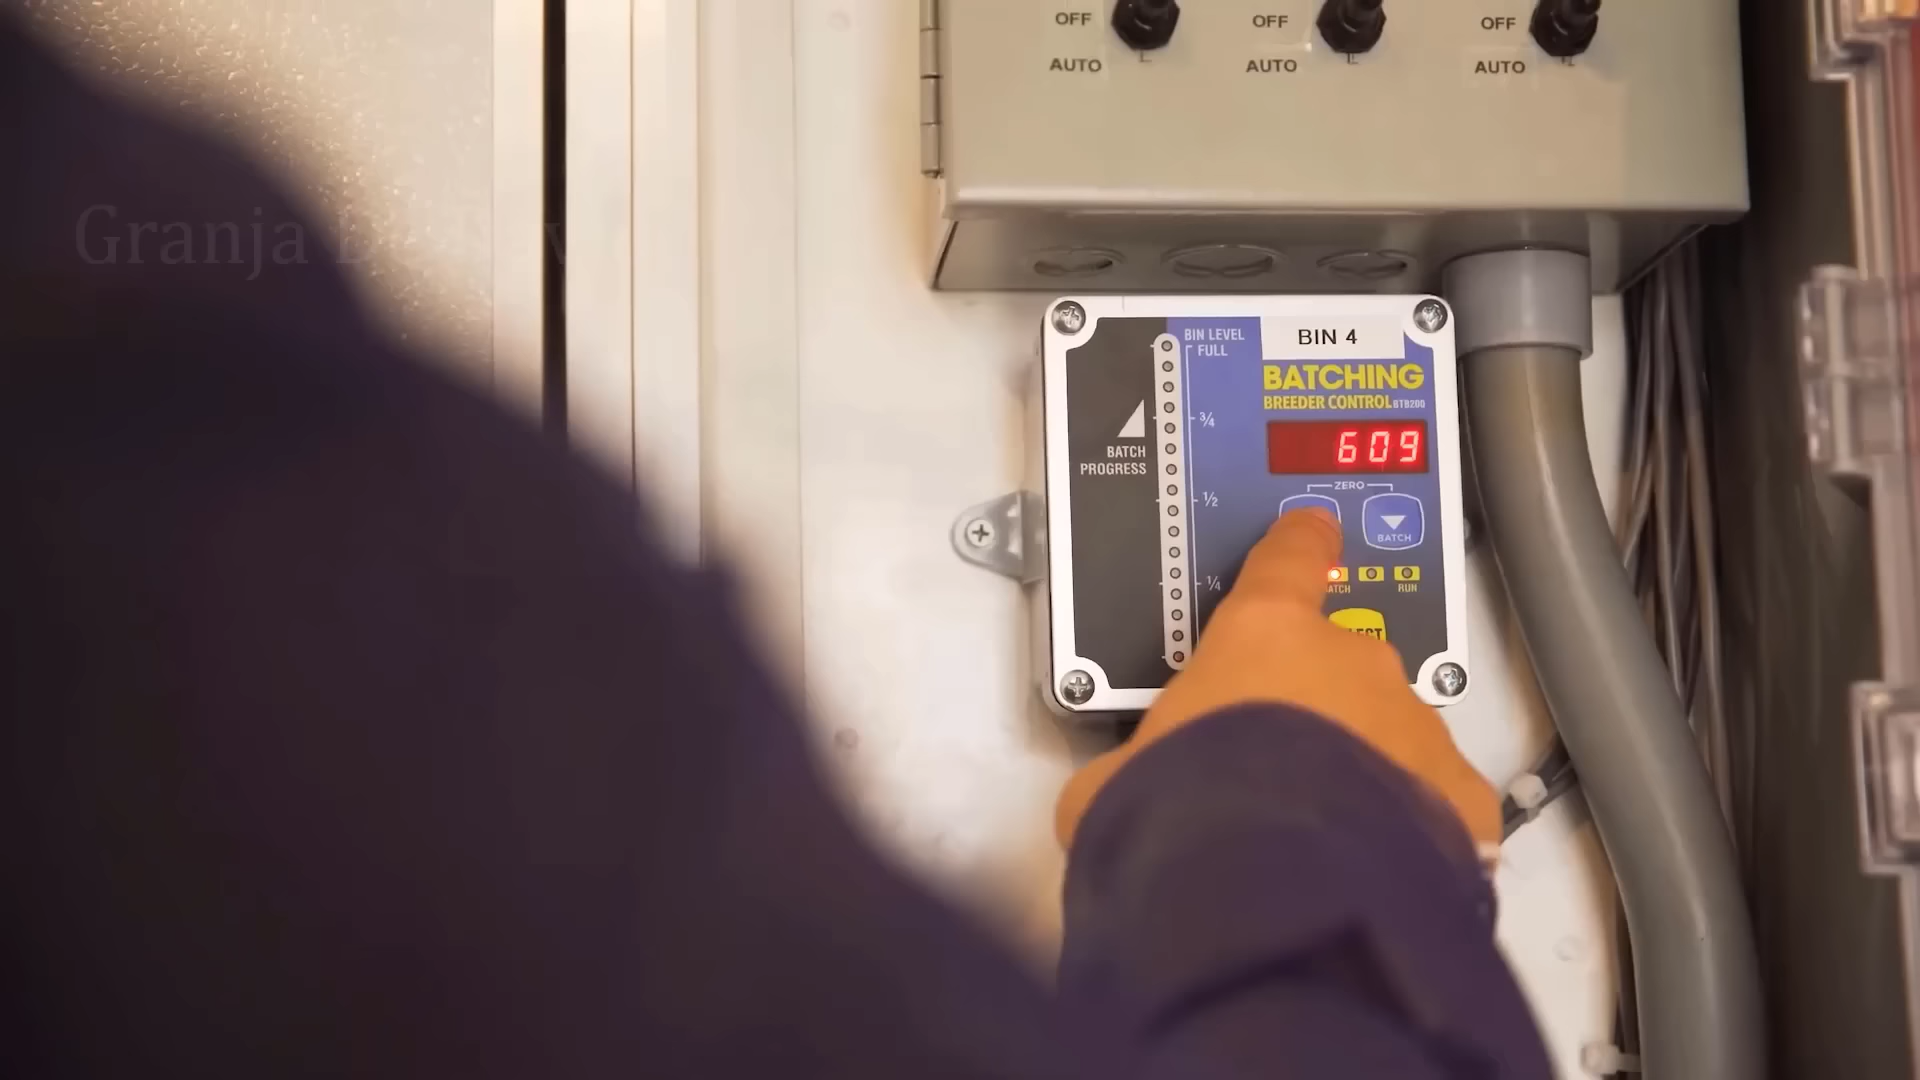 OFF OFF OFF
AUTO AUTO AUTO
Granja
BIN LEVEL
FULL
BIN 4
BATCHING
BREEDER CONTROL BTB200
3/4
609
BATCH
PROGRESS
ZERO
1/2
BATCH
1/4
RUN